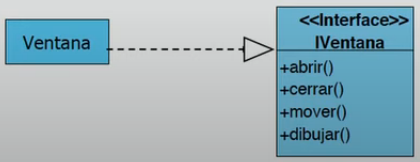 Ventana
<<Interface>>
IVentana
+abrir()
+cerrar()
+mover()
+dibujar()